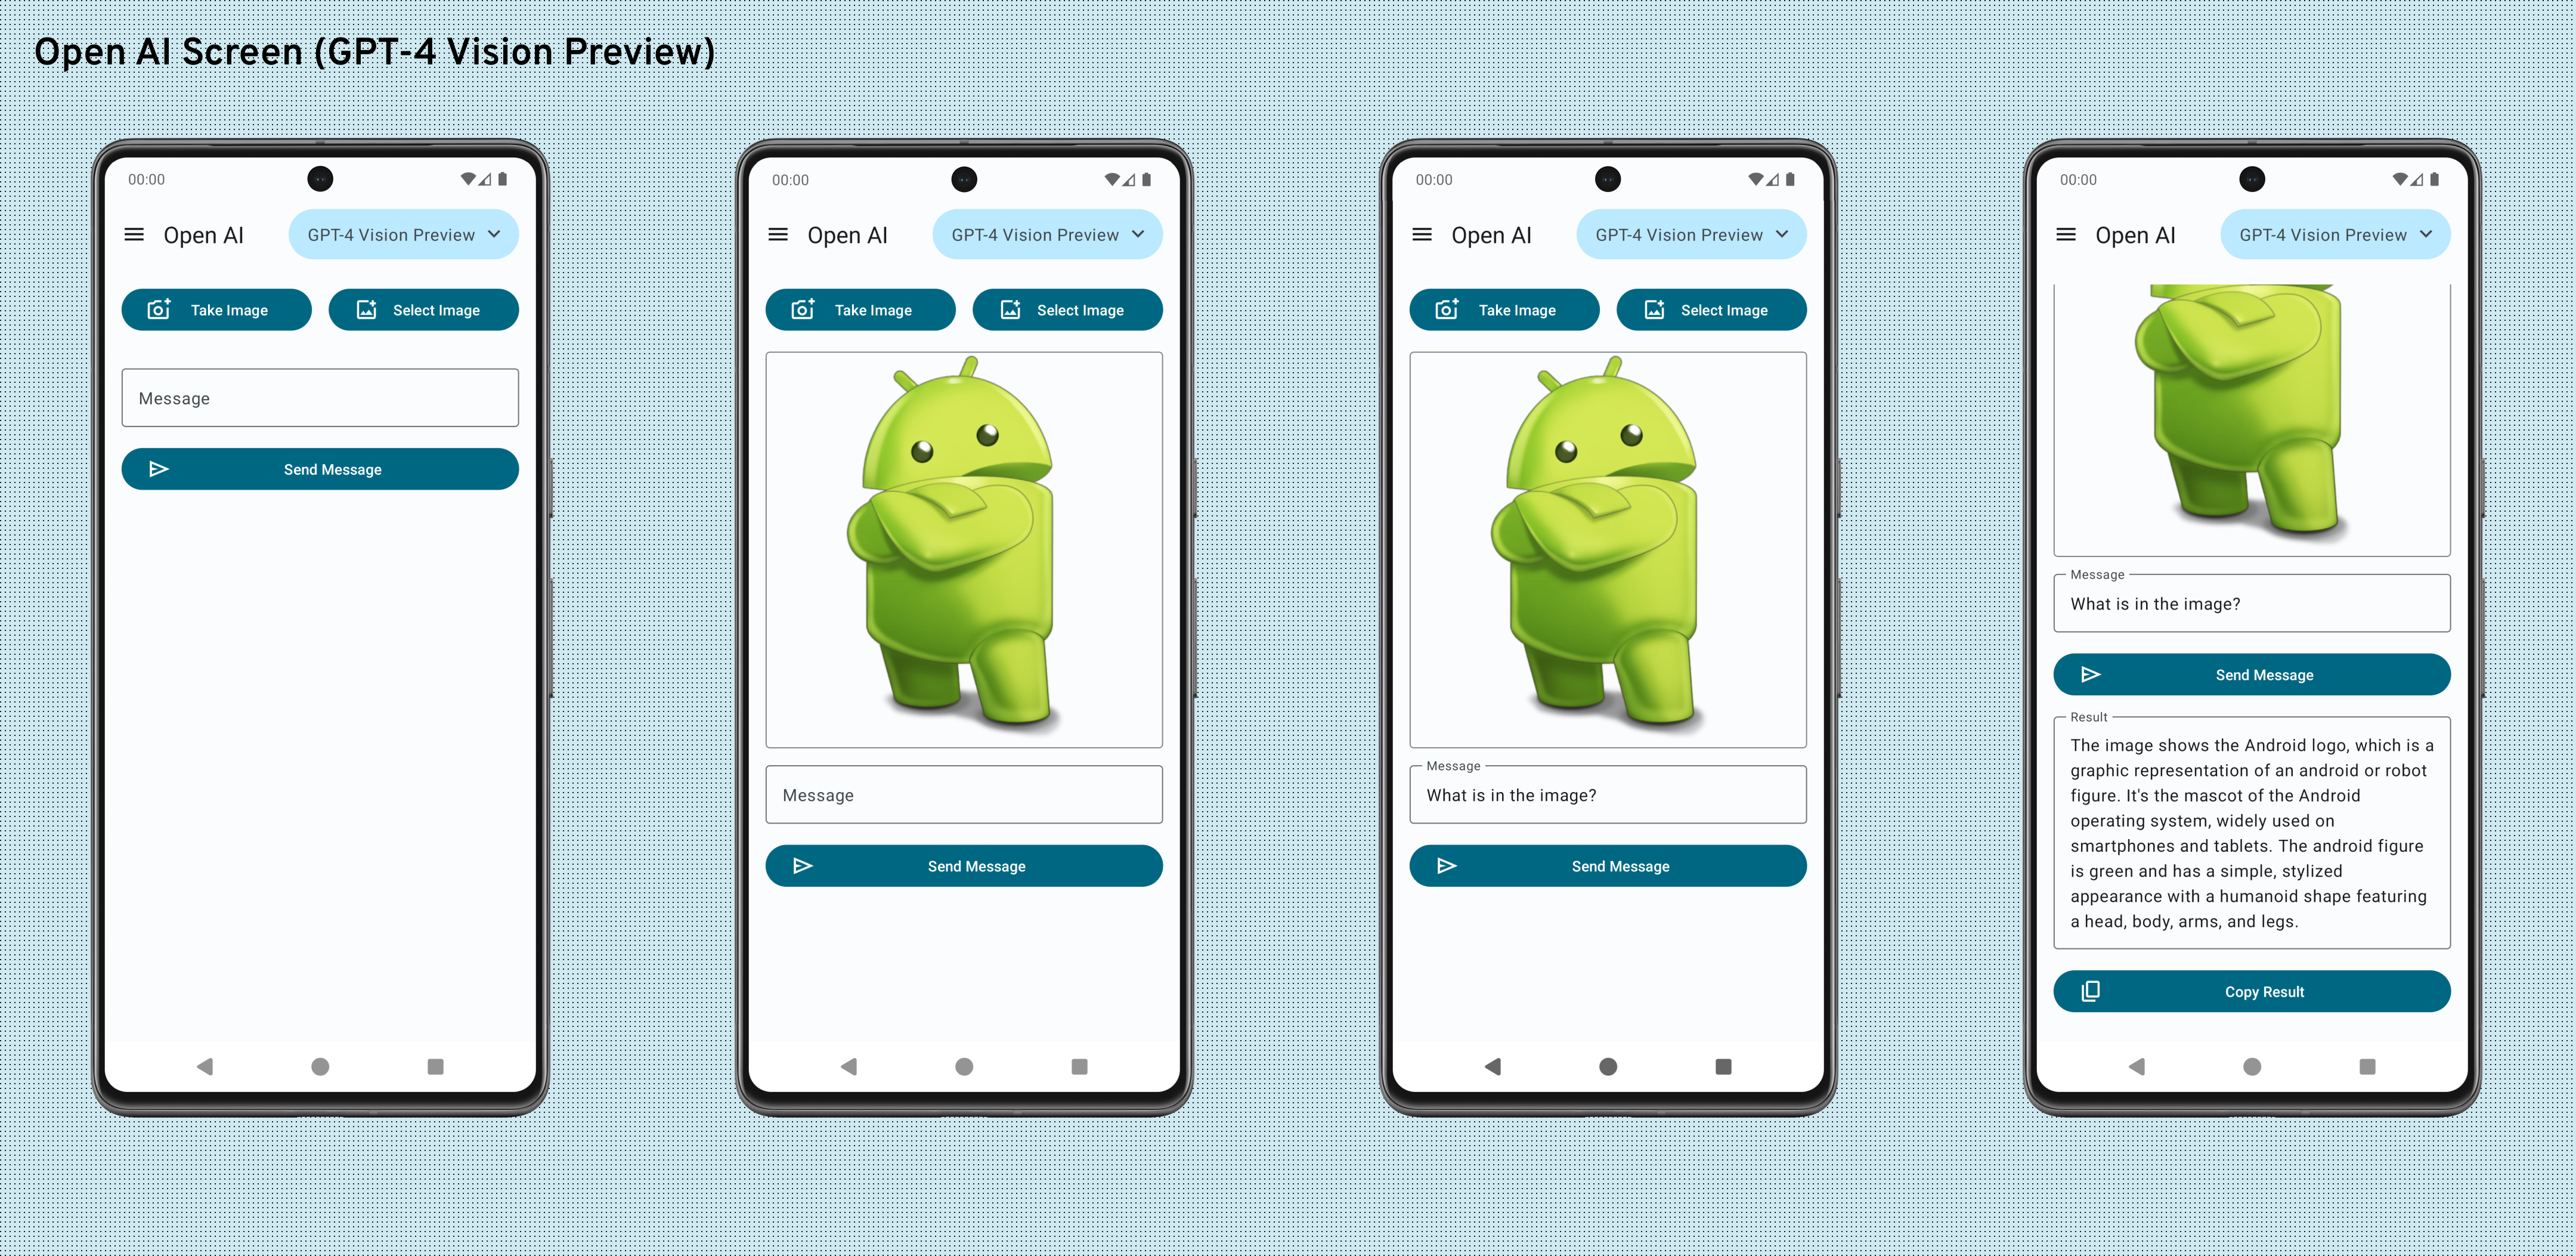 Open AI Screen (GPT-4 Vision Preview)
00:00
Open AI
GPT-4 Vision Preview
Take Image
Select Image
Message
Send Message
00:00
Open AI
GPT-4 Vision Preview
Take Image
Select Image
Message
Send Message
00:00
Open AI
GPT-4 Vision Preview
Take Image
Select Image
Message
What is in the image?
Send Message
00:00
Open AI
GPT-4 Vision Preview
Message
What is in the image?
Send Message
Result
The image shows the Android logo, which is a
graphic representation of an android or robot
figure. It's the mascot of the Android
operating system, widely used on
smartphones and tablets. The android figure
is green and has a simple, stylized
appearance with a humanoid shape featuring
a head, body, arms, and legs.
Copy Result